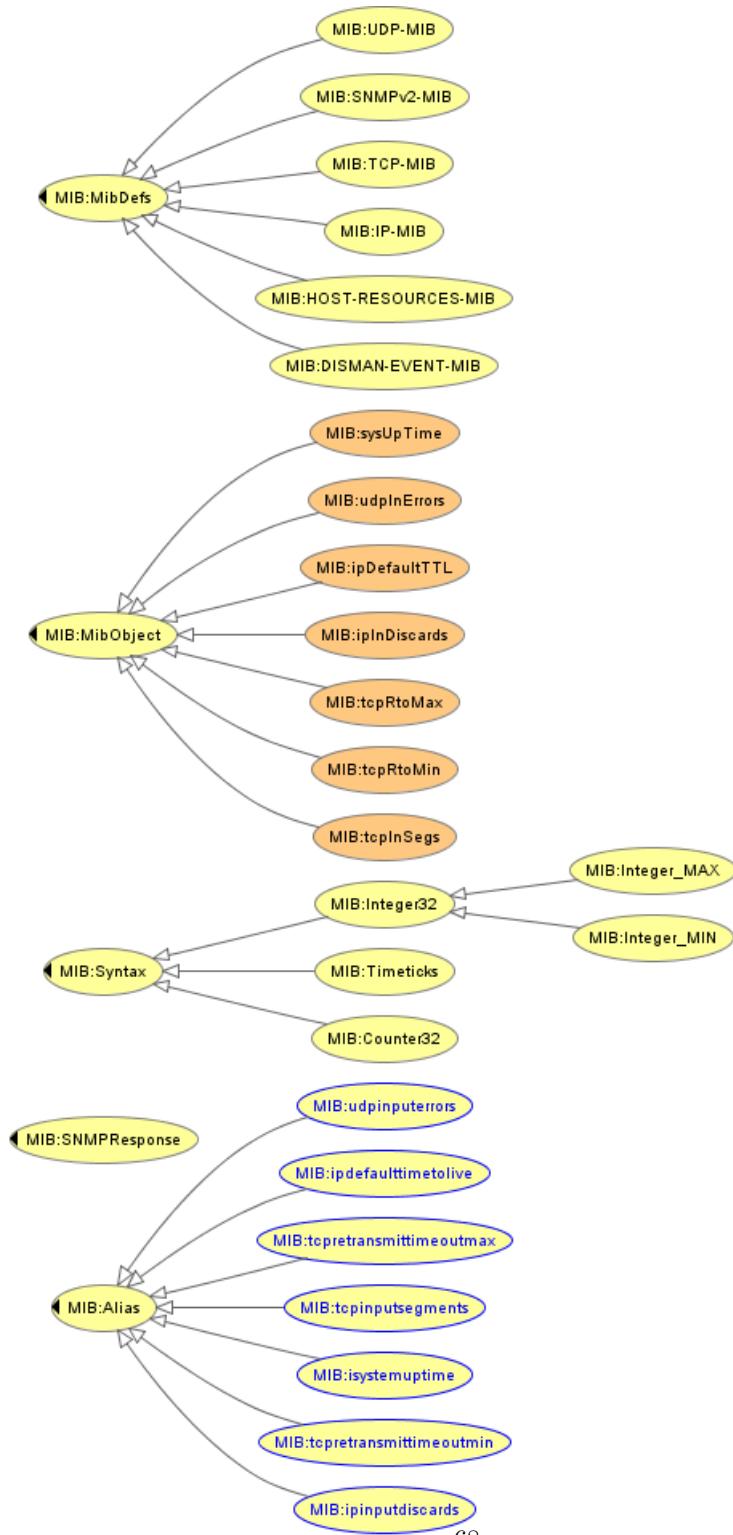 MIB:UDP-MIB
MIB:SNMPv2-MIB
MIB:TCP-MIB
MIB:MibDefs
MIB:IP-MIB
MIB:HOST-RESOURCES-MIB
MIB:DISMAN-EVENT-MIB
MIB:sysUpTime
MIB:udpInErrors
MIB:ipDefaultTTL
MIB:MibObject
MIB:ipInDiscards
MIB:tcpRtoMax
MIB:tcpRtoMin
MIB:tcpInSegs
MIB:Integer_MAX
MIB:Integer32
MIB:Integer_MIN
MIB:Syntax
MIB:Timeticks
MIB:Counter32
MIB:udpinputerrors
MIB:SNMPResponse
MIB:ipdefaulttimetolive
MIB:tcpretransmittimeoutmax
MIB:Alias
MIB:tcpinputsegments
MIB:isystemuptime
MIB:tcpretransmittimeoutmin
MIB:ipinputdiscards